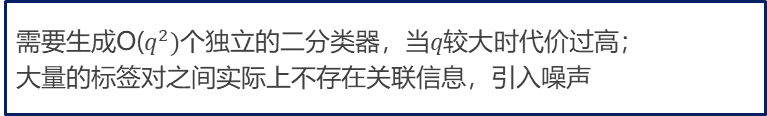 需要生成O(𝑞²)个独立的二分类器，当𝑞较大时代价过高；
大量的标签对之间实际上不存在关联信息，引入噪声